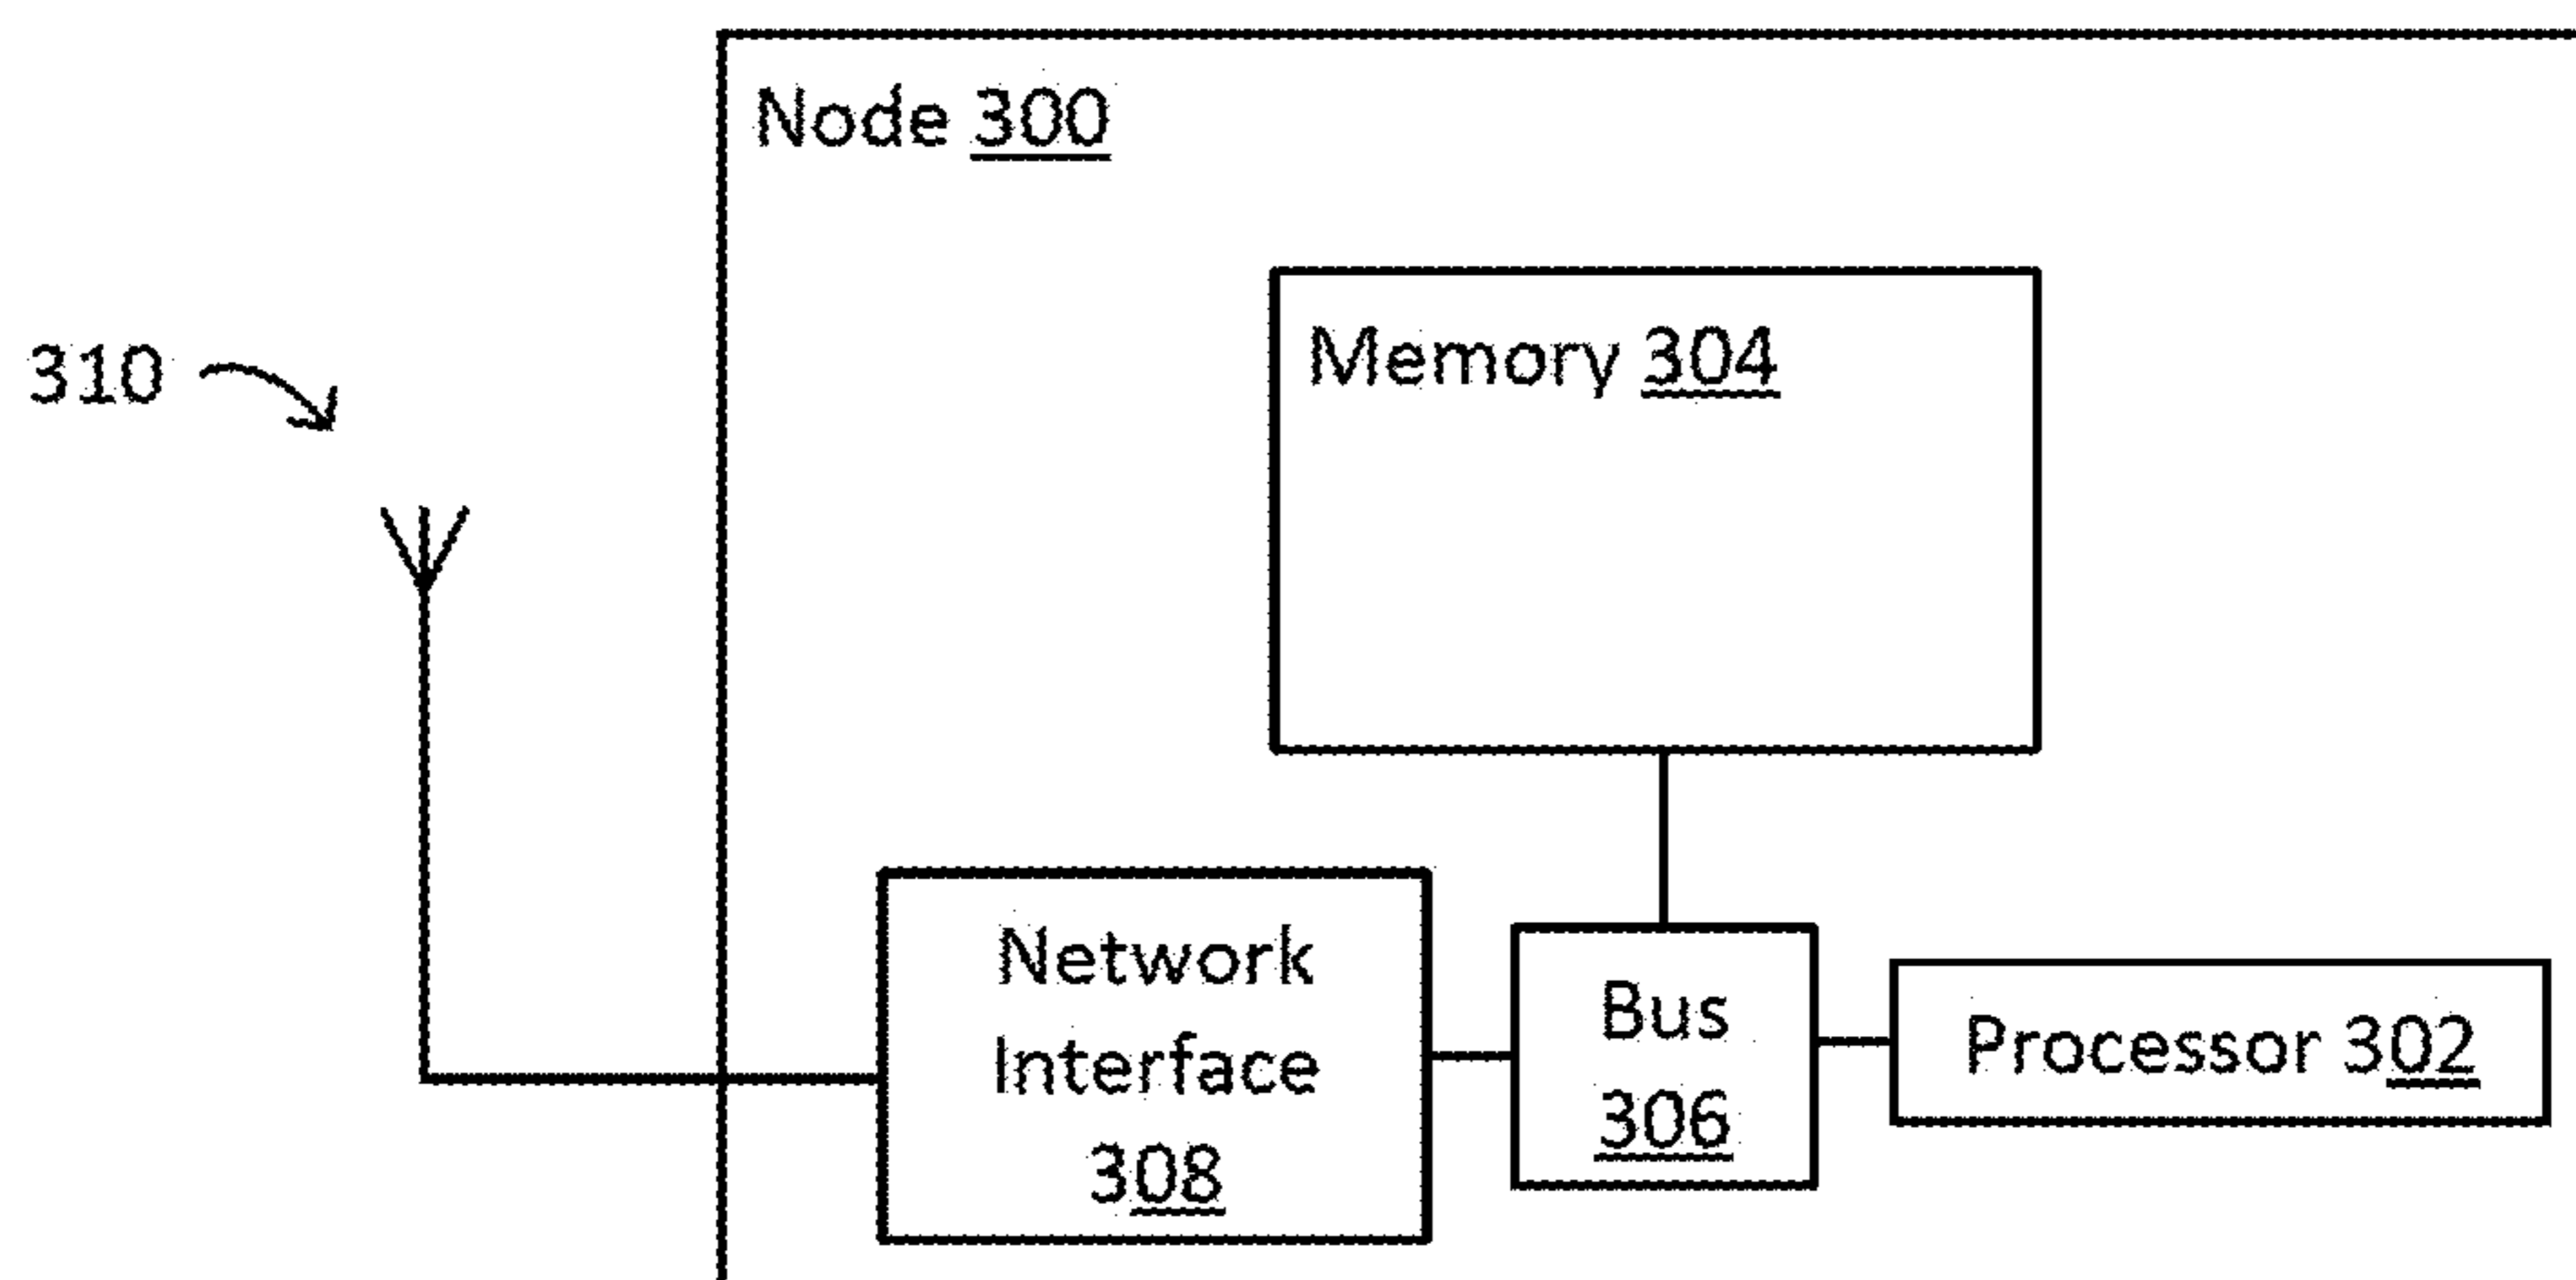 Node 300
310
Memory 304
Network
Interface
308
Bus
306
Processor 302